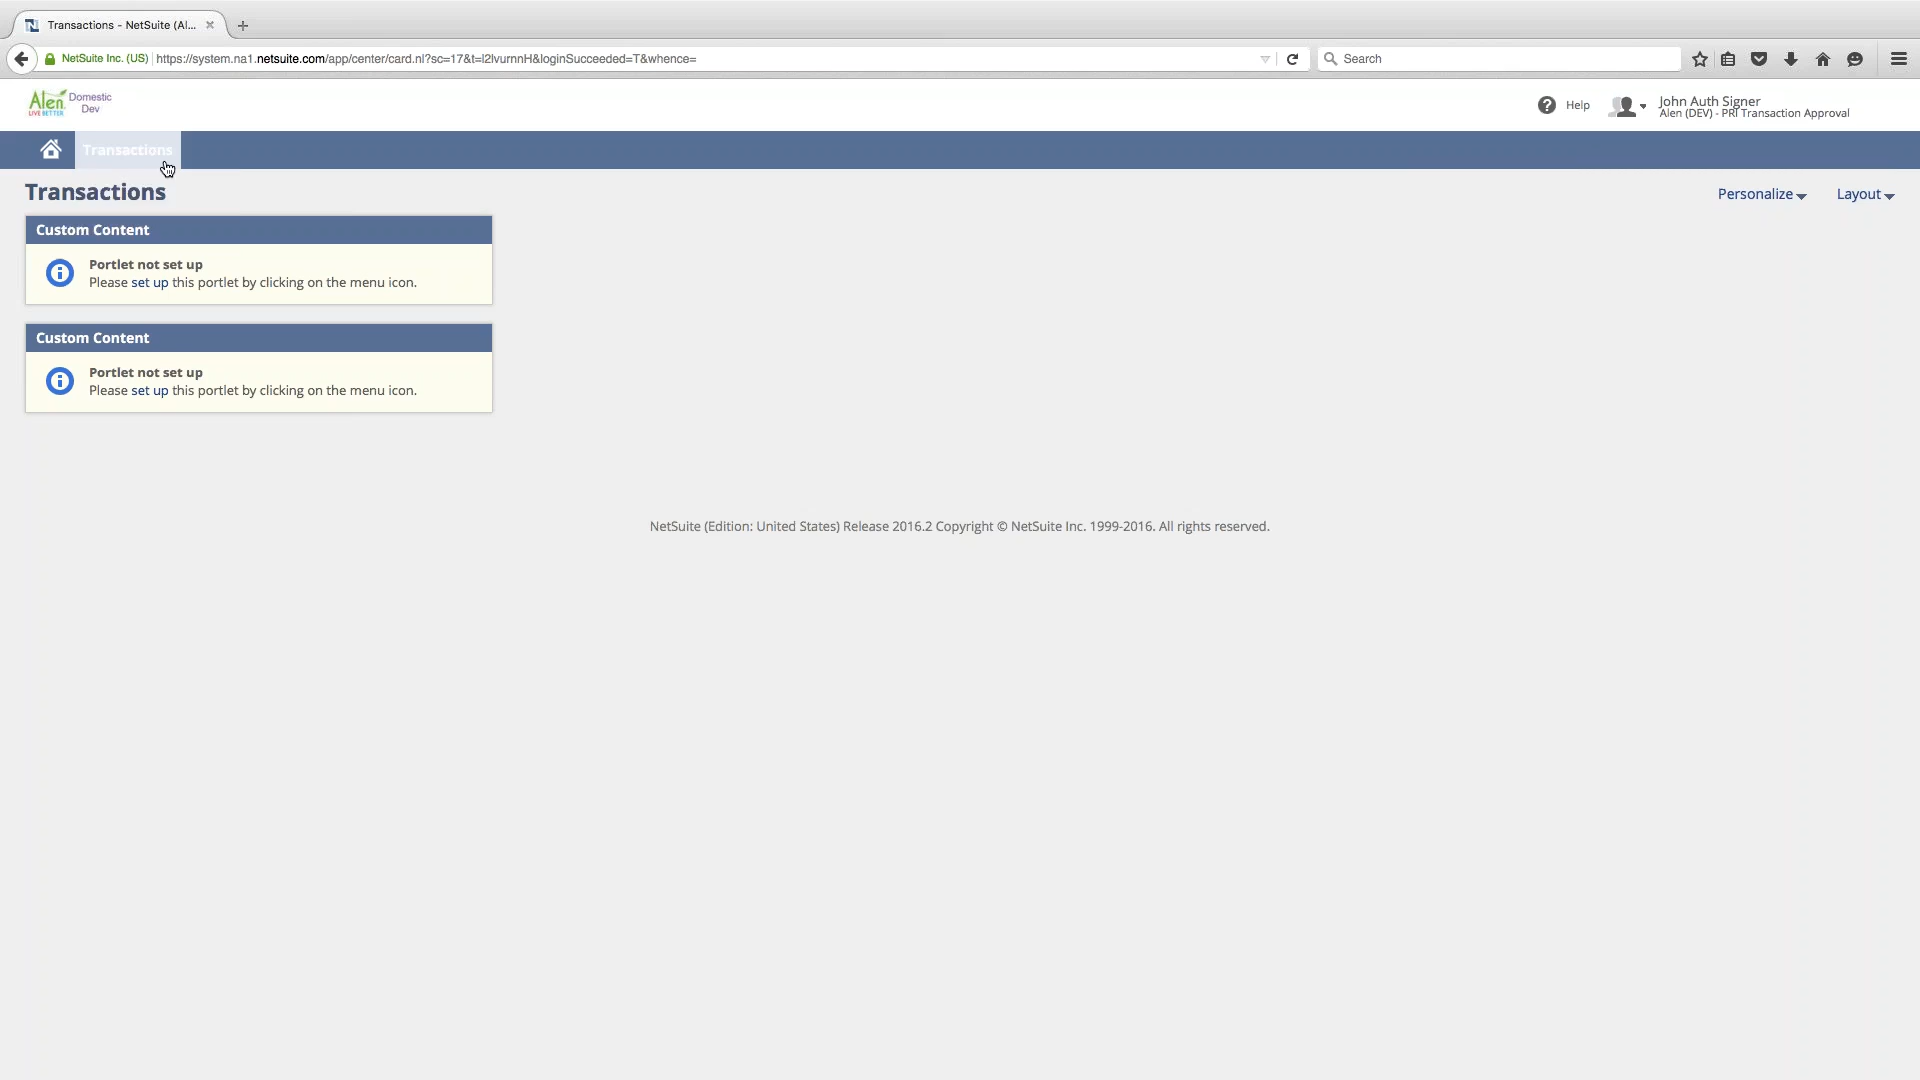 Transactions - NetSuite (Al...
NetSuite Inc. (US)
https://system.na1.netsuite.com/app/center/card.nl?sc=17&t=l2lvurnnH&loginSucceeded=T&whence=
Search
Alen
LIVE BETTER
Domestic
Dev
Help
John Auth Signer
Alen (DEV) - PRI Transaction Approval
Transactions
Transactions
Personalize
Layout
Custom Content
Portlet not set up
Please set up this portlet by clicking on the menu icon.
Custom Content
Portlet not set up
Please set up this portlet by clicking on the menu icon.
NetSuite (Edition: United States) Release 2016.2 Copyright © NetSuite Inc. 1999-2016. All rights reserved.